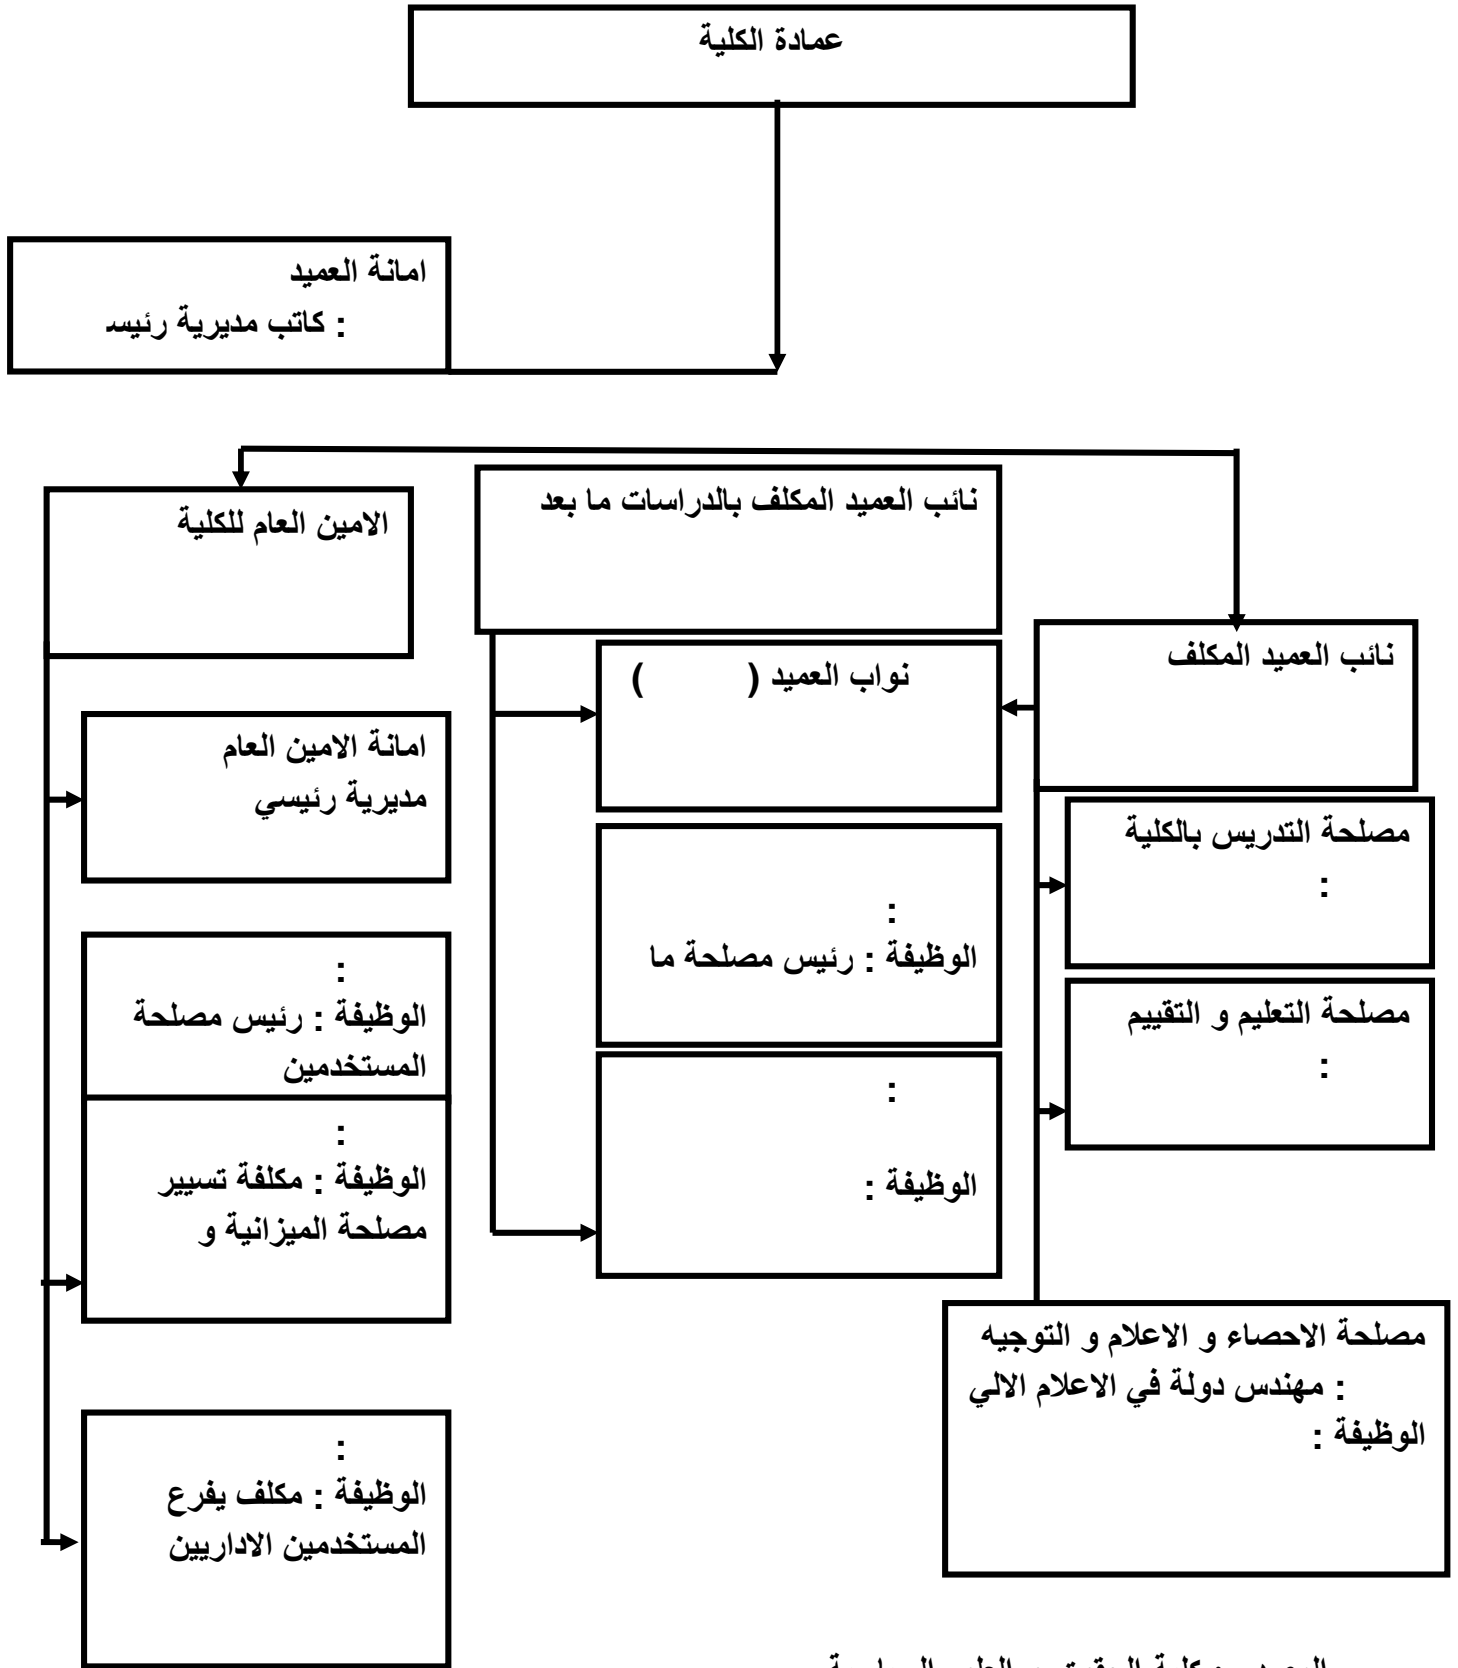 عمادة الكلية
امانة العميد
: كاتب مديرية رئيسـ
نائب العميد المكلف بالدراسات ما بعد
الامين العام للكلية
نائب العميد المكلف
نواب العميد ( )
امانة الامين العام
مديرية رئيسي
مصلحة التدريس بالكلية
:
:
الوظيفة : رئيس مصلحة ما
:
الوظيفة : رئيس مصلحة
المستخدمين
مصلحة التعليم و التقييم
:
:
الوظيفة :
:
الوظيفة : مكلفة تسيير
مصلحة الميزانية و
مصلحة الاحصاء و الاعلام و التوجيه
: مهندس دولة في الاعلام الالي
الوظيفة :
:
الوظيفة : مكلف يفرع
المستخدمين الاداريين